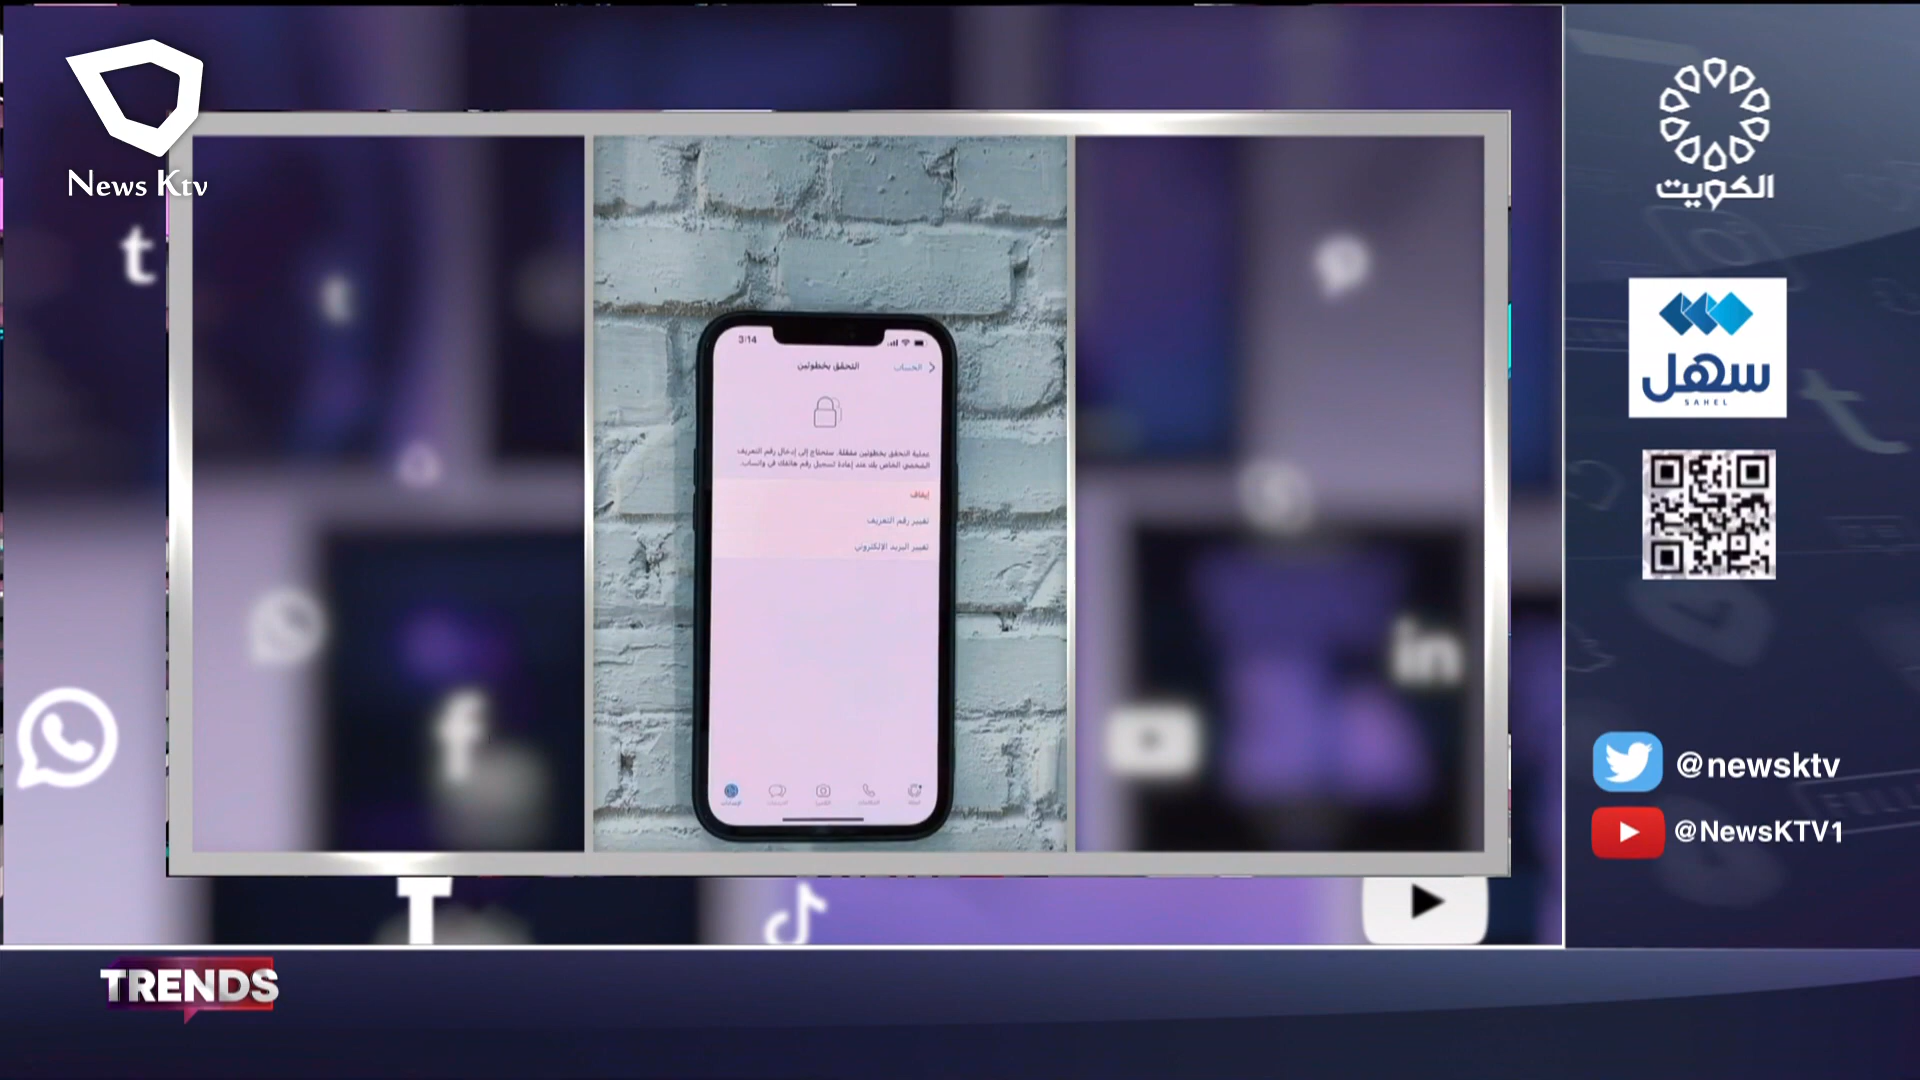 News Ktv
الكويت
سهل
SAHEL
3:14
الحساب
التحقق بخطوتين
عملية التحقق بخطوتين مفعّلة. ستحتاج إلى إدخال رقم التعريف
الشخصي الخاص بك عند إعادة تسجيل رقم هاتفك في واتساب.
إيقاف
تغيير رقم التعريف
تغيير البريد الإلكتروني
@newsktv
@NewsKTV1
TRENDS